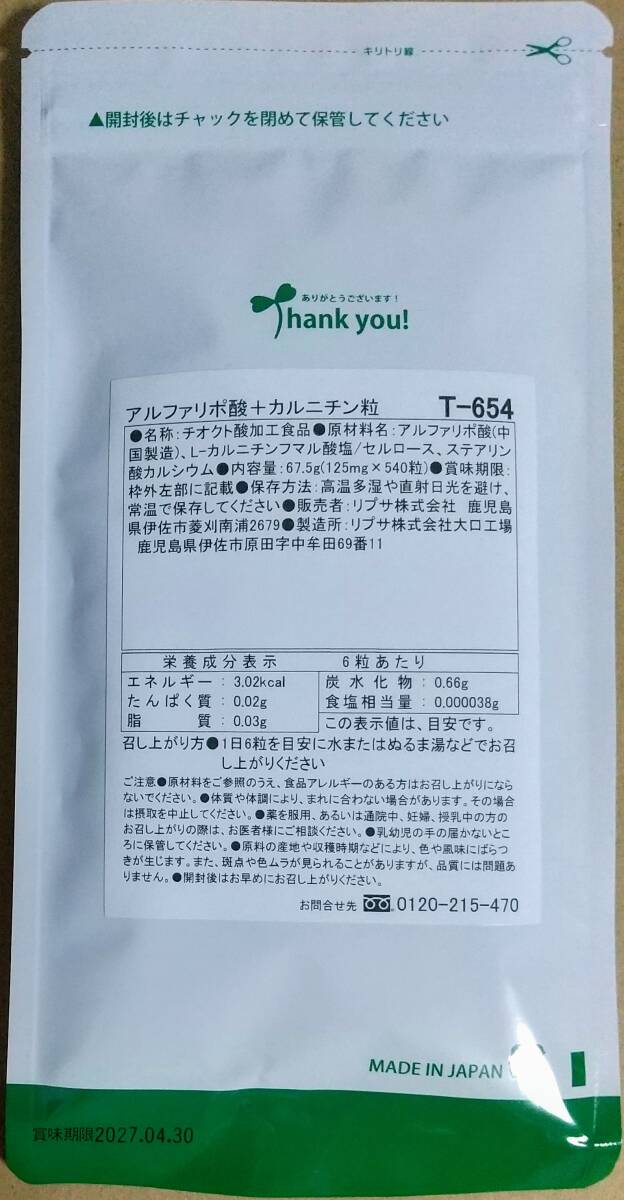 キリトリ線
▲開封後はチャックを閉めて保管してください
ありがとうございます!
Thank you!
アルファリポ酸+カルニチン粒 T-654
●名称:チオクト酸加工食品●原材料名:アルファリポ酸(中
国製造)、L-カルニチンフマル酸塩/セルロース、ステアリン
酸カルシウム●内容量:67.5g(125mg×540粒)●賞味期限:
枠外左部に記載●保存方法:高温多湿や直射日光を避け、
常温で保存してください●販売者:リプサ株式会社 鹿児島
県伊佐市菱刈南浦2679●製造所:リプサ株式会社大口工場
鹿児島県伊佐市原田字中牟田69番11
栄養成分表示 6粒あたり
エネルギー:3.02kcal 炭水化物:0.66g
たんぱく質:0.02g 食塩相当量:0.000038g
脂質:0.03g この表示値は、目安です。
召し上がり方●1日6粒を目安に水またはぬるま湯などでお召
し上がりください
ご注意●原材料をご参照のうえ、食品アレルギーのある方はお召し上がりになら
ないでください。●体質や体調により、まれに合わない場合があります。その場合
は摂取を中止してください。●薬を服用、あるいは通院中、妊婦、授乳中の方の
お召し上がりの際は、お医者様にご相談ください。●乳幼児の手の届かないとこ
ろに保管してください。●原料の産地や収穫時期などにより、色や風味にばらつ
きが生じます。また、斑点や色ムラが見られることがありますが、品質には問題あ
りません。●開封後はお早めにお召し上がりください。
お問合せ先 0120-215-470
MADE IN JAPAN
賞味期限2027.04.30